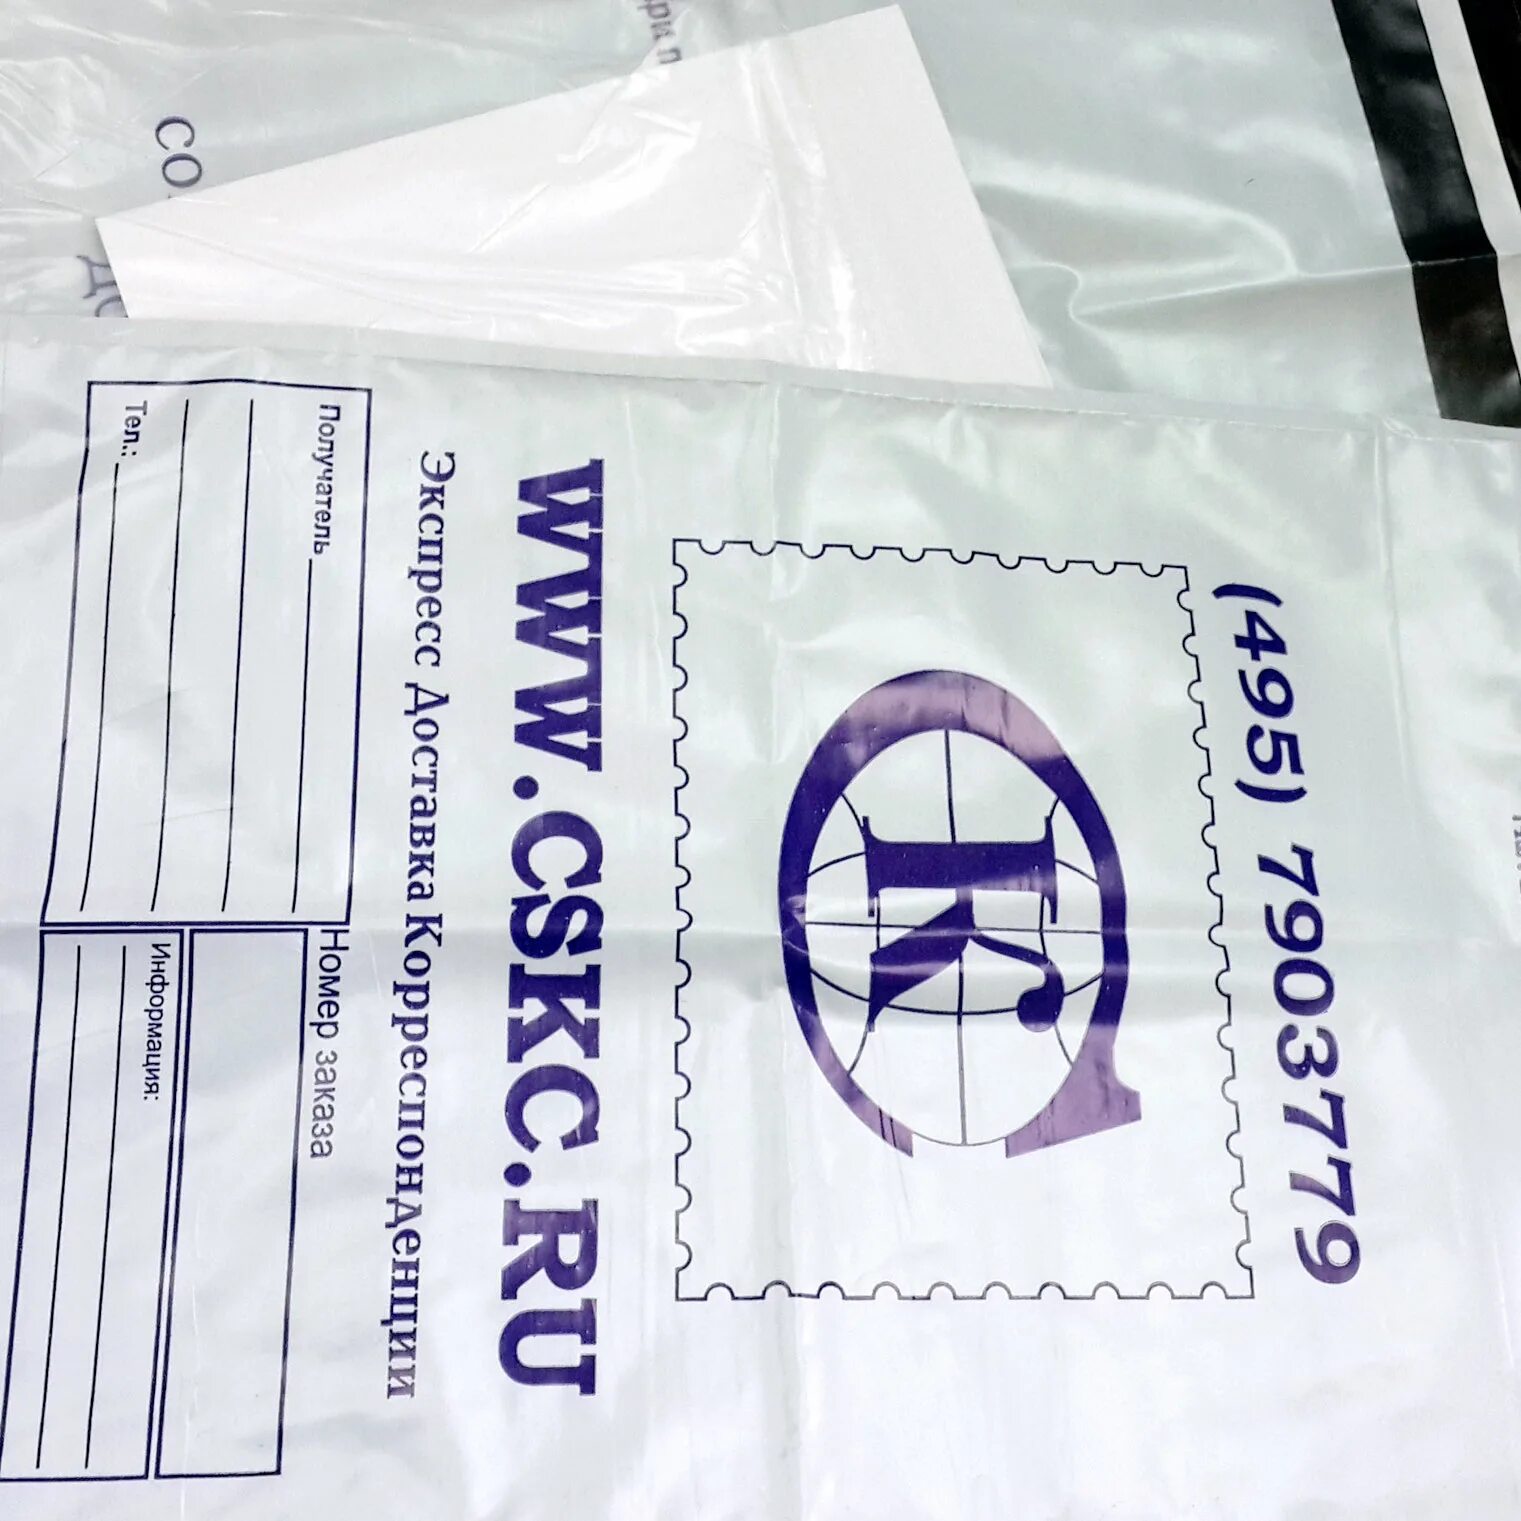 (495) 7903779
WWW.CSKC.RU
Экспресс Доставка Корреспонденции
Получатель
Тел.:
Номер заказа
Информация: